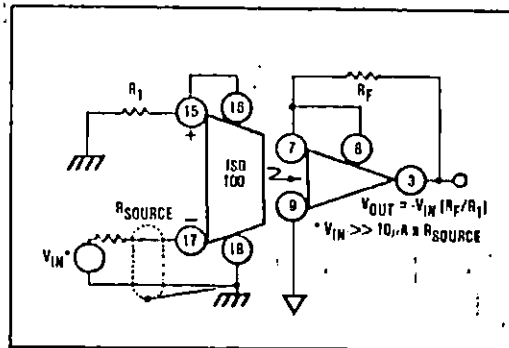 R1
15
16
+
ISO
100
RSOURCE
−
17
18
VIN*
RF
7
8
9
3
VOUT = -VIN (RF/R1)
* VIN >> 10μA x RSOURCE